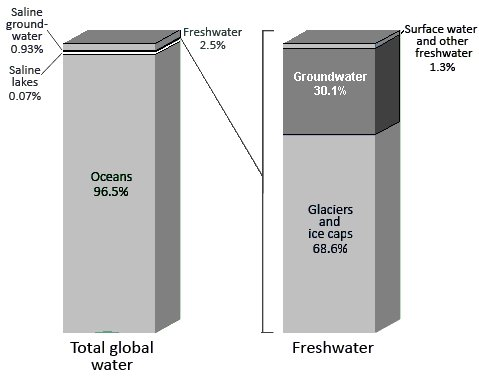 Saline
ground-
water
0.93%
Saline
lakes
0.07%
Freshwater
2.5%
Oceans
96.5%
Total global
water
Surface water
and other
freshwater
1.3%
Groundwater
30.1%
Glaciers
and
ice caps
68.6%
Freshwater